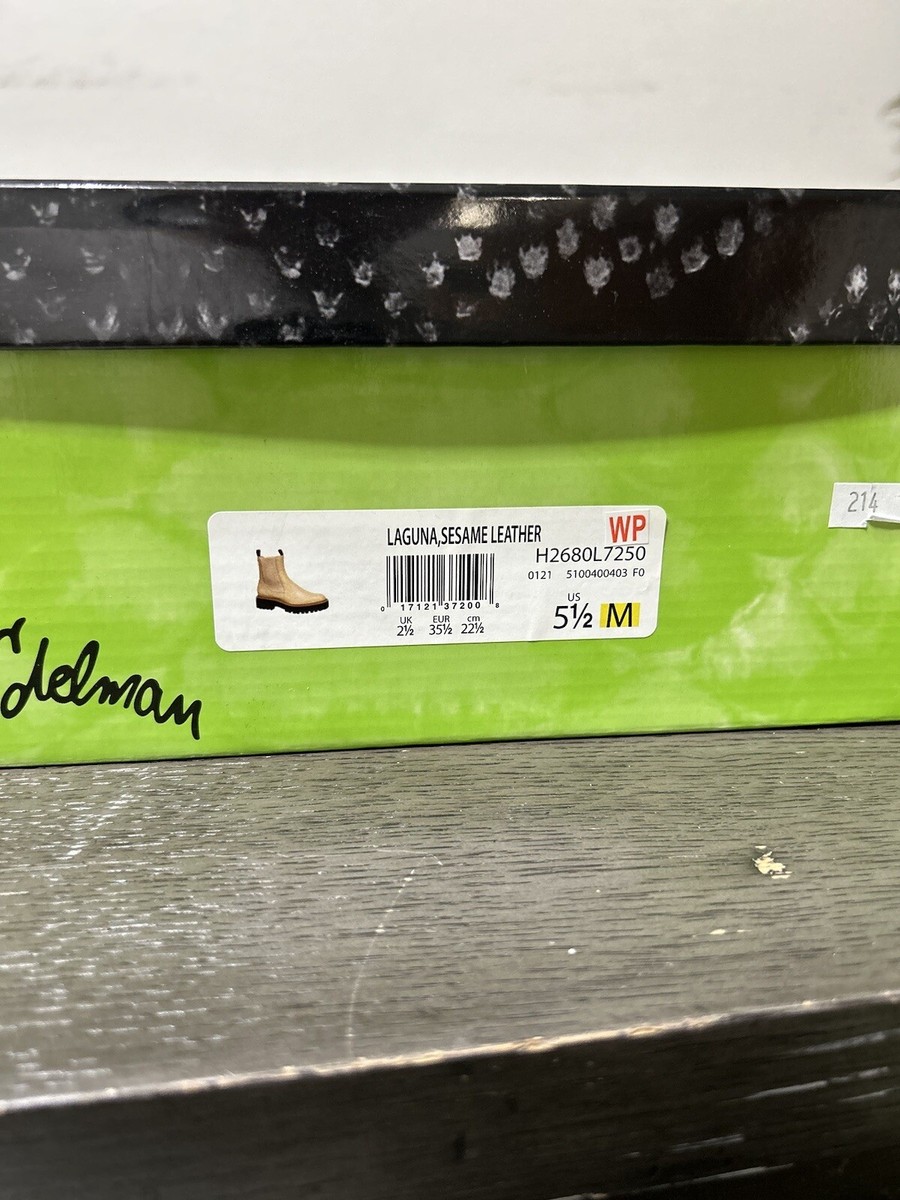 LAGUNA,SESAME LEATHER
WP
H2680L7250
0121 5100400403 F0
0 17121 37200 8
UK EUR cm
2½ 35½ 22½
US
5½ M
214
Edelman